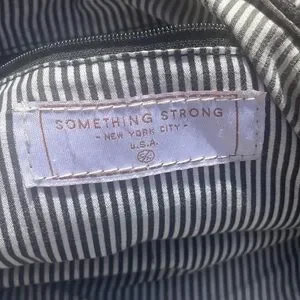 SOMETHING STRONG
- NEW YORK CITY -
U.S.A.